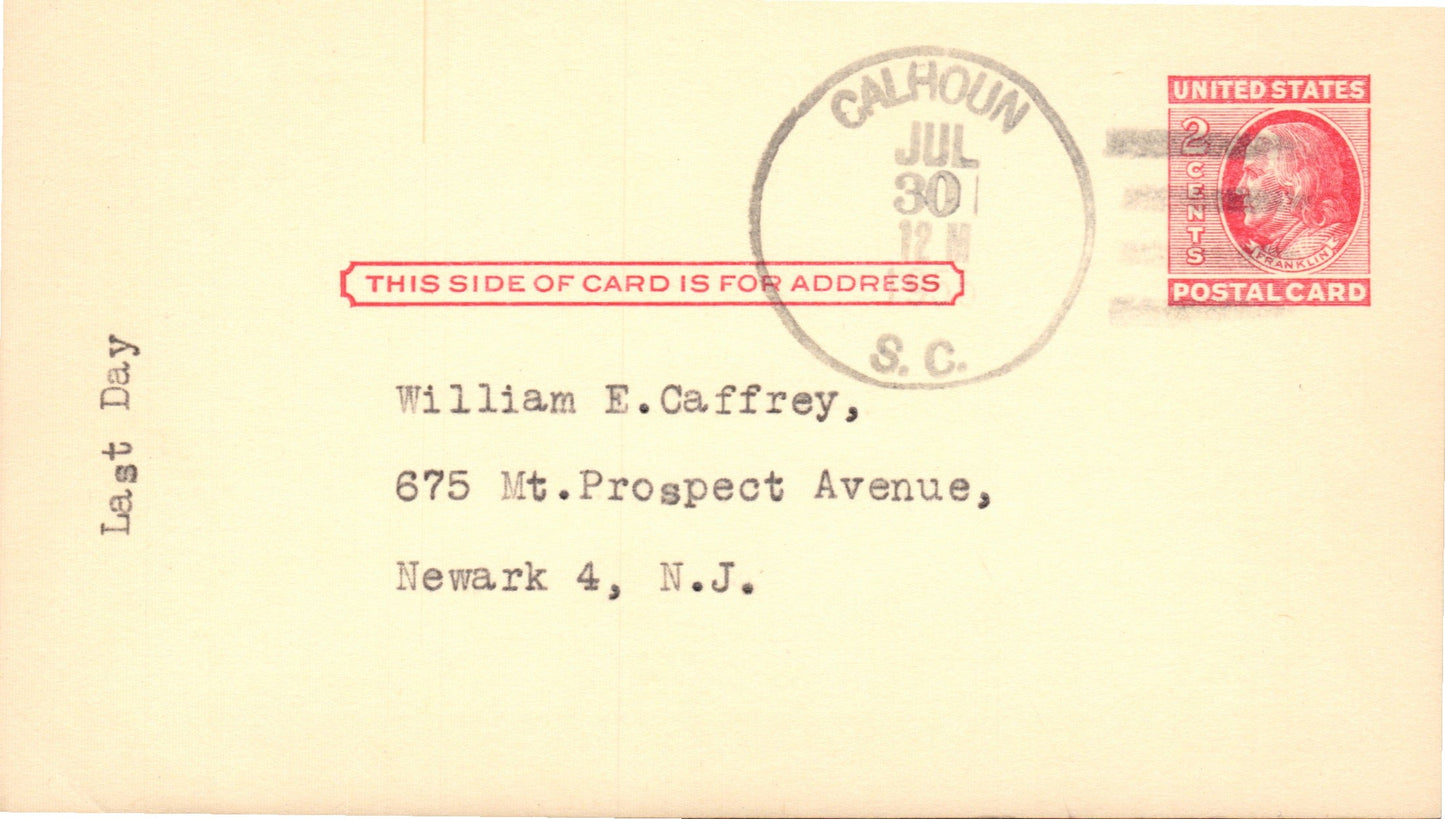 CALHOUN
JUL
30
12 M
S. C.
UNITED STATES
2 CENTS
FRANKLIN
POSTAL CARD
THIS SIDE OF CARD IS FOR ADDRESS
Last Day
William E.Caffrey,
675 Mt.Prospect Avenue,
Newark 4, N.J.